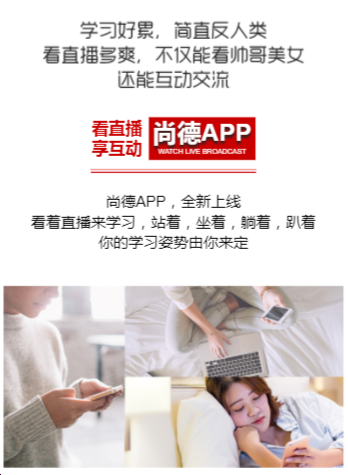 学习好累，简直反人类
看直播多爽，不仅能看帅哥美女
还能互动交流
看直播
享互动
尚德APP
WATCH LIVE BROADCAST
尚德APP，全新上线
看着直播来学习，站着，坐着，躺着，趴着
你的学习姿势由你来定